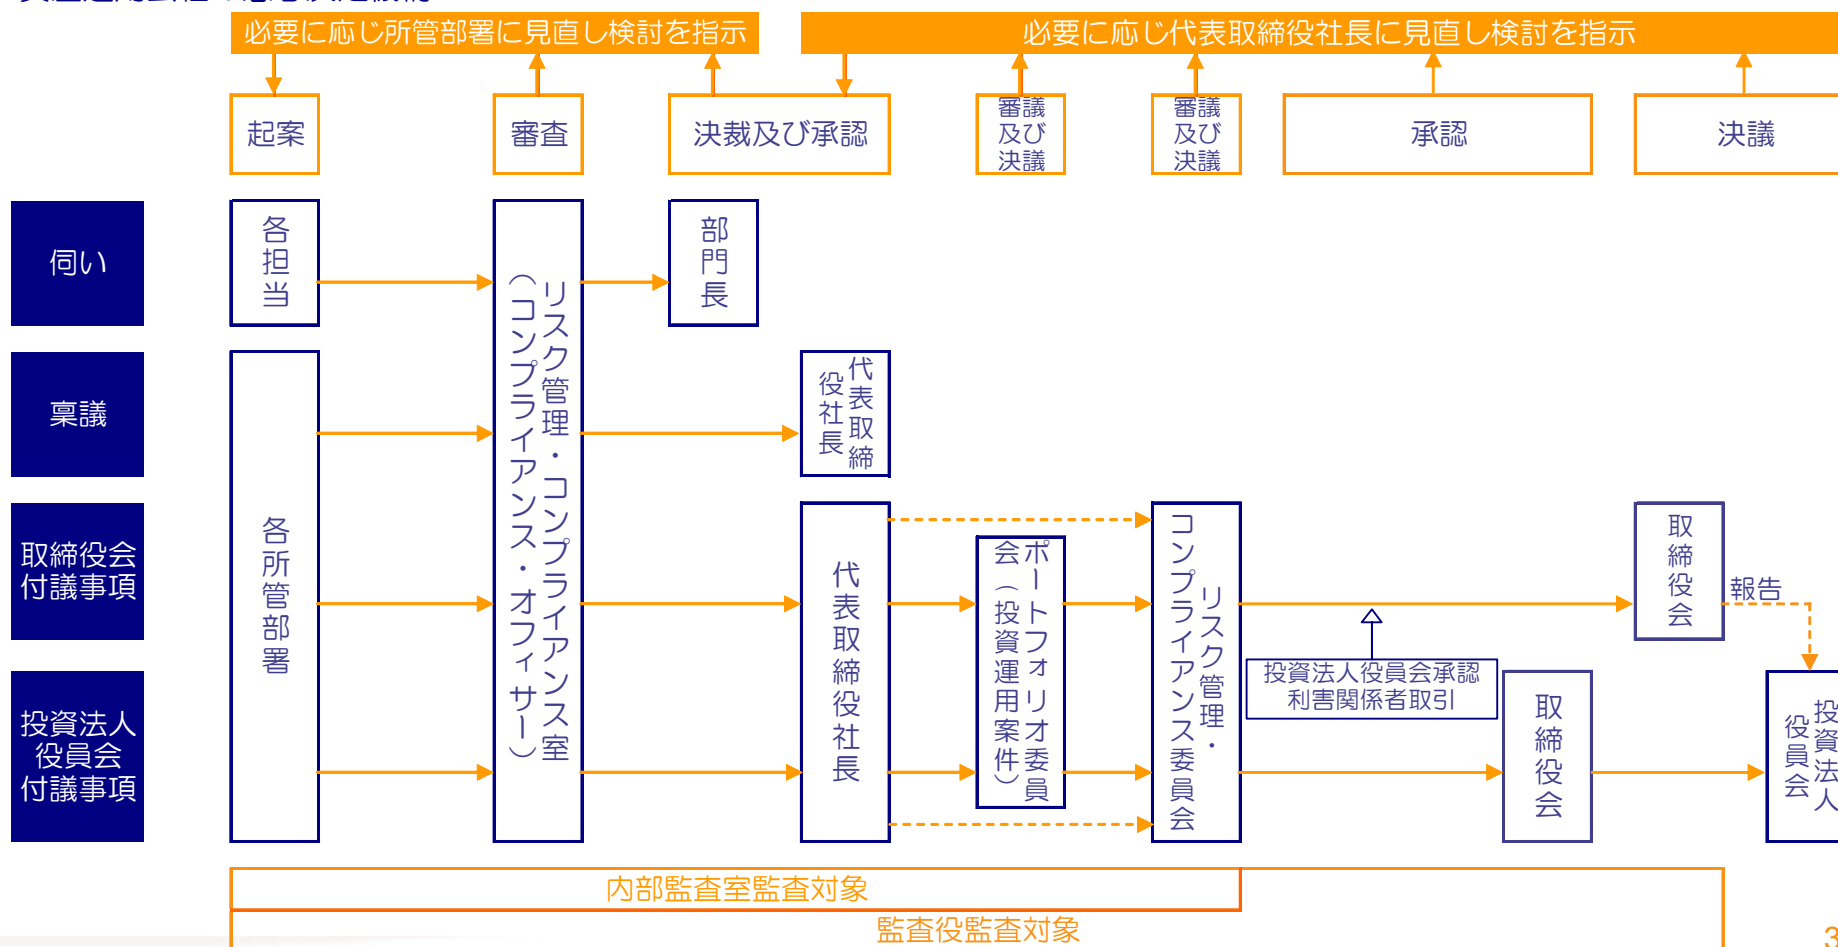 必要に応じ所管部署に見直し検討を指示
必要に応じ代表取締役社長に見直し検討を指示
起案
審査
決裁及び承認
審議
及び
決議
審議
及び
決議
承認
決議
伺い
各担当
リスク管理・コンプライアンス室
(コンプライアンス・オフィサー)
部門長
稟議
各所管部署
代表取締
役社長
取締役会
付議事項
代表取締役社長
ポートフォリオ委員
会(投資運用案件)
リスク管理・
コンプライアンス委員会
取締役会
報告
投資法人役員会承認
利害関係者取引
投資法人
役員会
付議事項
取締役会
投資法人
役員会
内部監査室監査対象
監査役監査対象
3